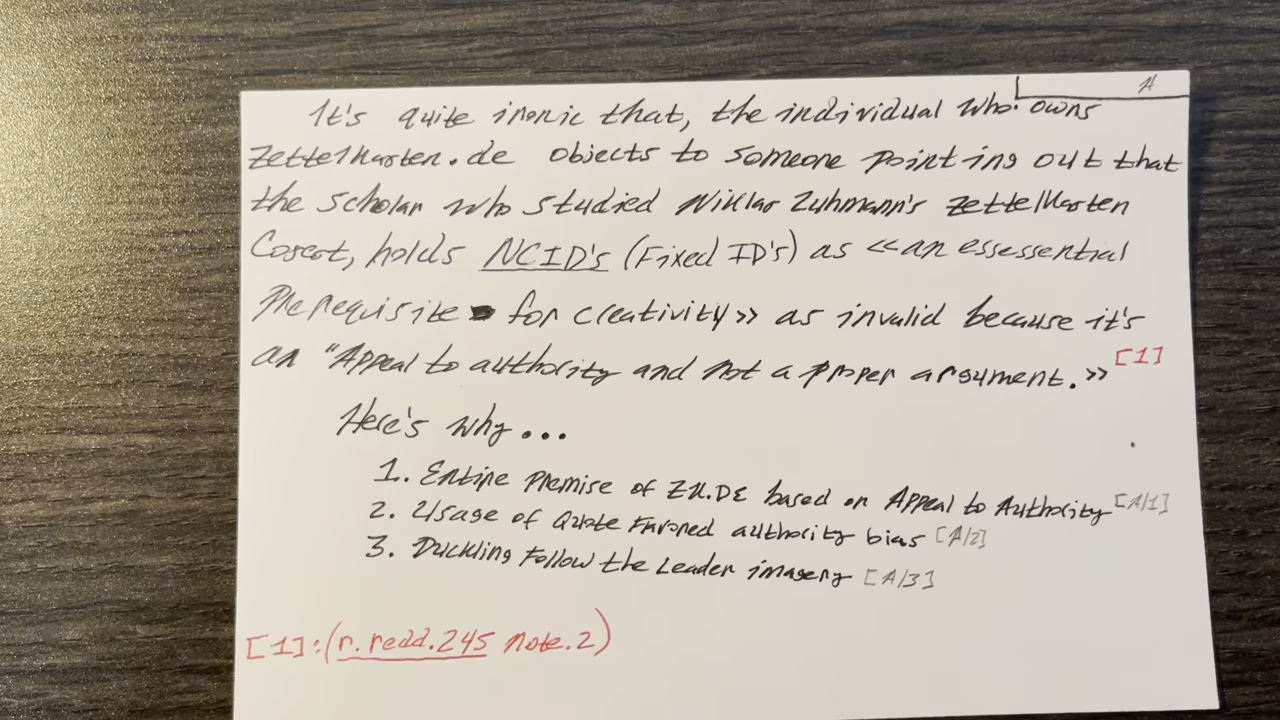 A
It's quite ironic that, the individual who owns
Zettelkasten.de objects to someone pointing out that
the scholar who studied Niklas Luhmann's Zettelkasten
holds NCID's (Fixed ID's) as «an essessential
Prerequisite for creativity» as invalid because it's
an "Appeal to authority and not a proper argument.» [1]
Here's why...
1. Entire Premise of ZK.DE based on Appeal to Authority [A/1]
2. Usage of Quote Favored authority bias [A/2]
3. Duckling Follow the Leader imagery [A/3]
[1]:(r.redd.245 note.2)